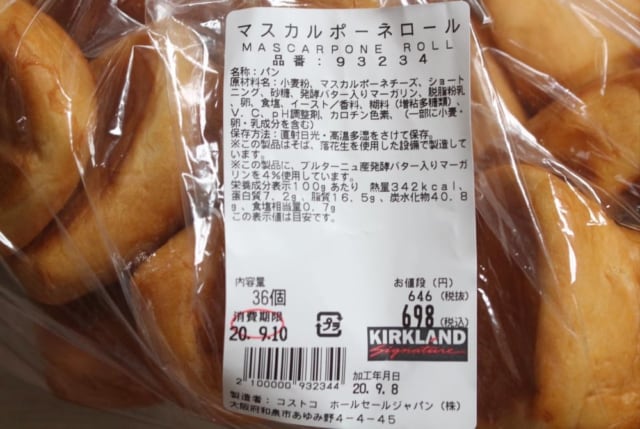 マスカルポーネロール
MASCARPONE ROLL
品番:93234
名称:パン
原材料名:小麦粉、マスカルポーネチーズ、ショート
ニング、砂糖、発酵バター入りマーガリン、脱脂粉乳
、卵、食塩、イースト/香料、糊料(増粘多糖類)、
V.C、pH調整剤、カロチン色素、(一部に小麦・
卵・乳成分を含む)
保存方法:直射日光・高温多湿をさけて保存。
※この製品はそば、落花生を使用した設備で製造して
います。
※この製品に、ブルターニュ産発酵バター入りマーガ
リンを4%使用しています。
栄養成分表示100gあたり 熱量342kcal、
蛋白質7.2g、脂質16.5g、炭水化物40.8
g、食塩相当量0.7g
この表示値は目安です。
内容量
36個
お値段(円)
646 (税抜)
698(税込)
消費期限
20.9.10
プラ
KIRKLAND
Signature
2100000932344
加工年月日
20.9.8
製造者:コストコ ホールセールジャパン(株)
大阪府和泉市あゆみ野4-4-45